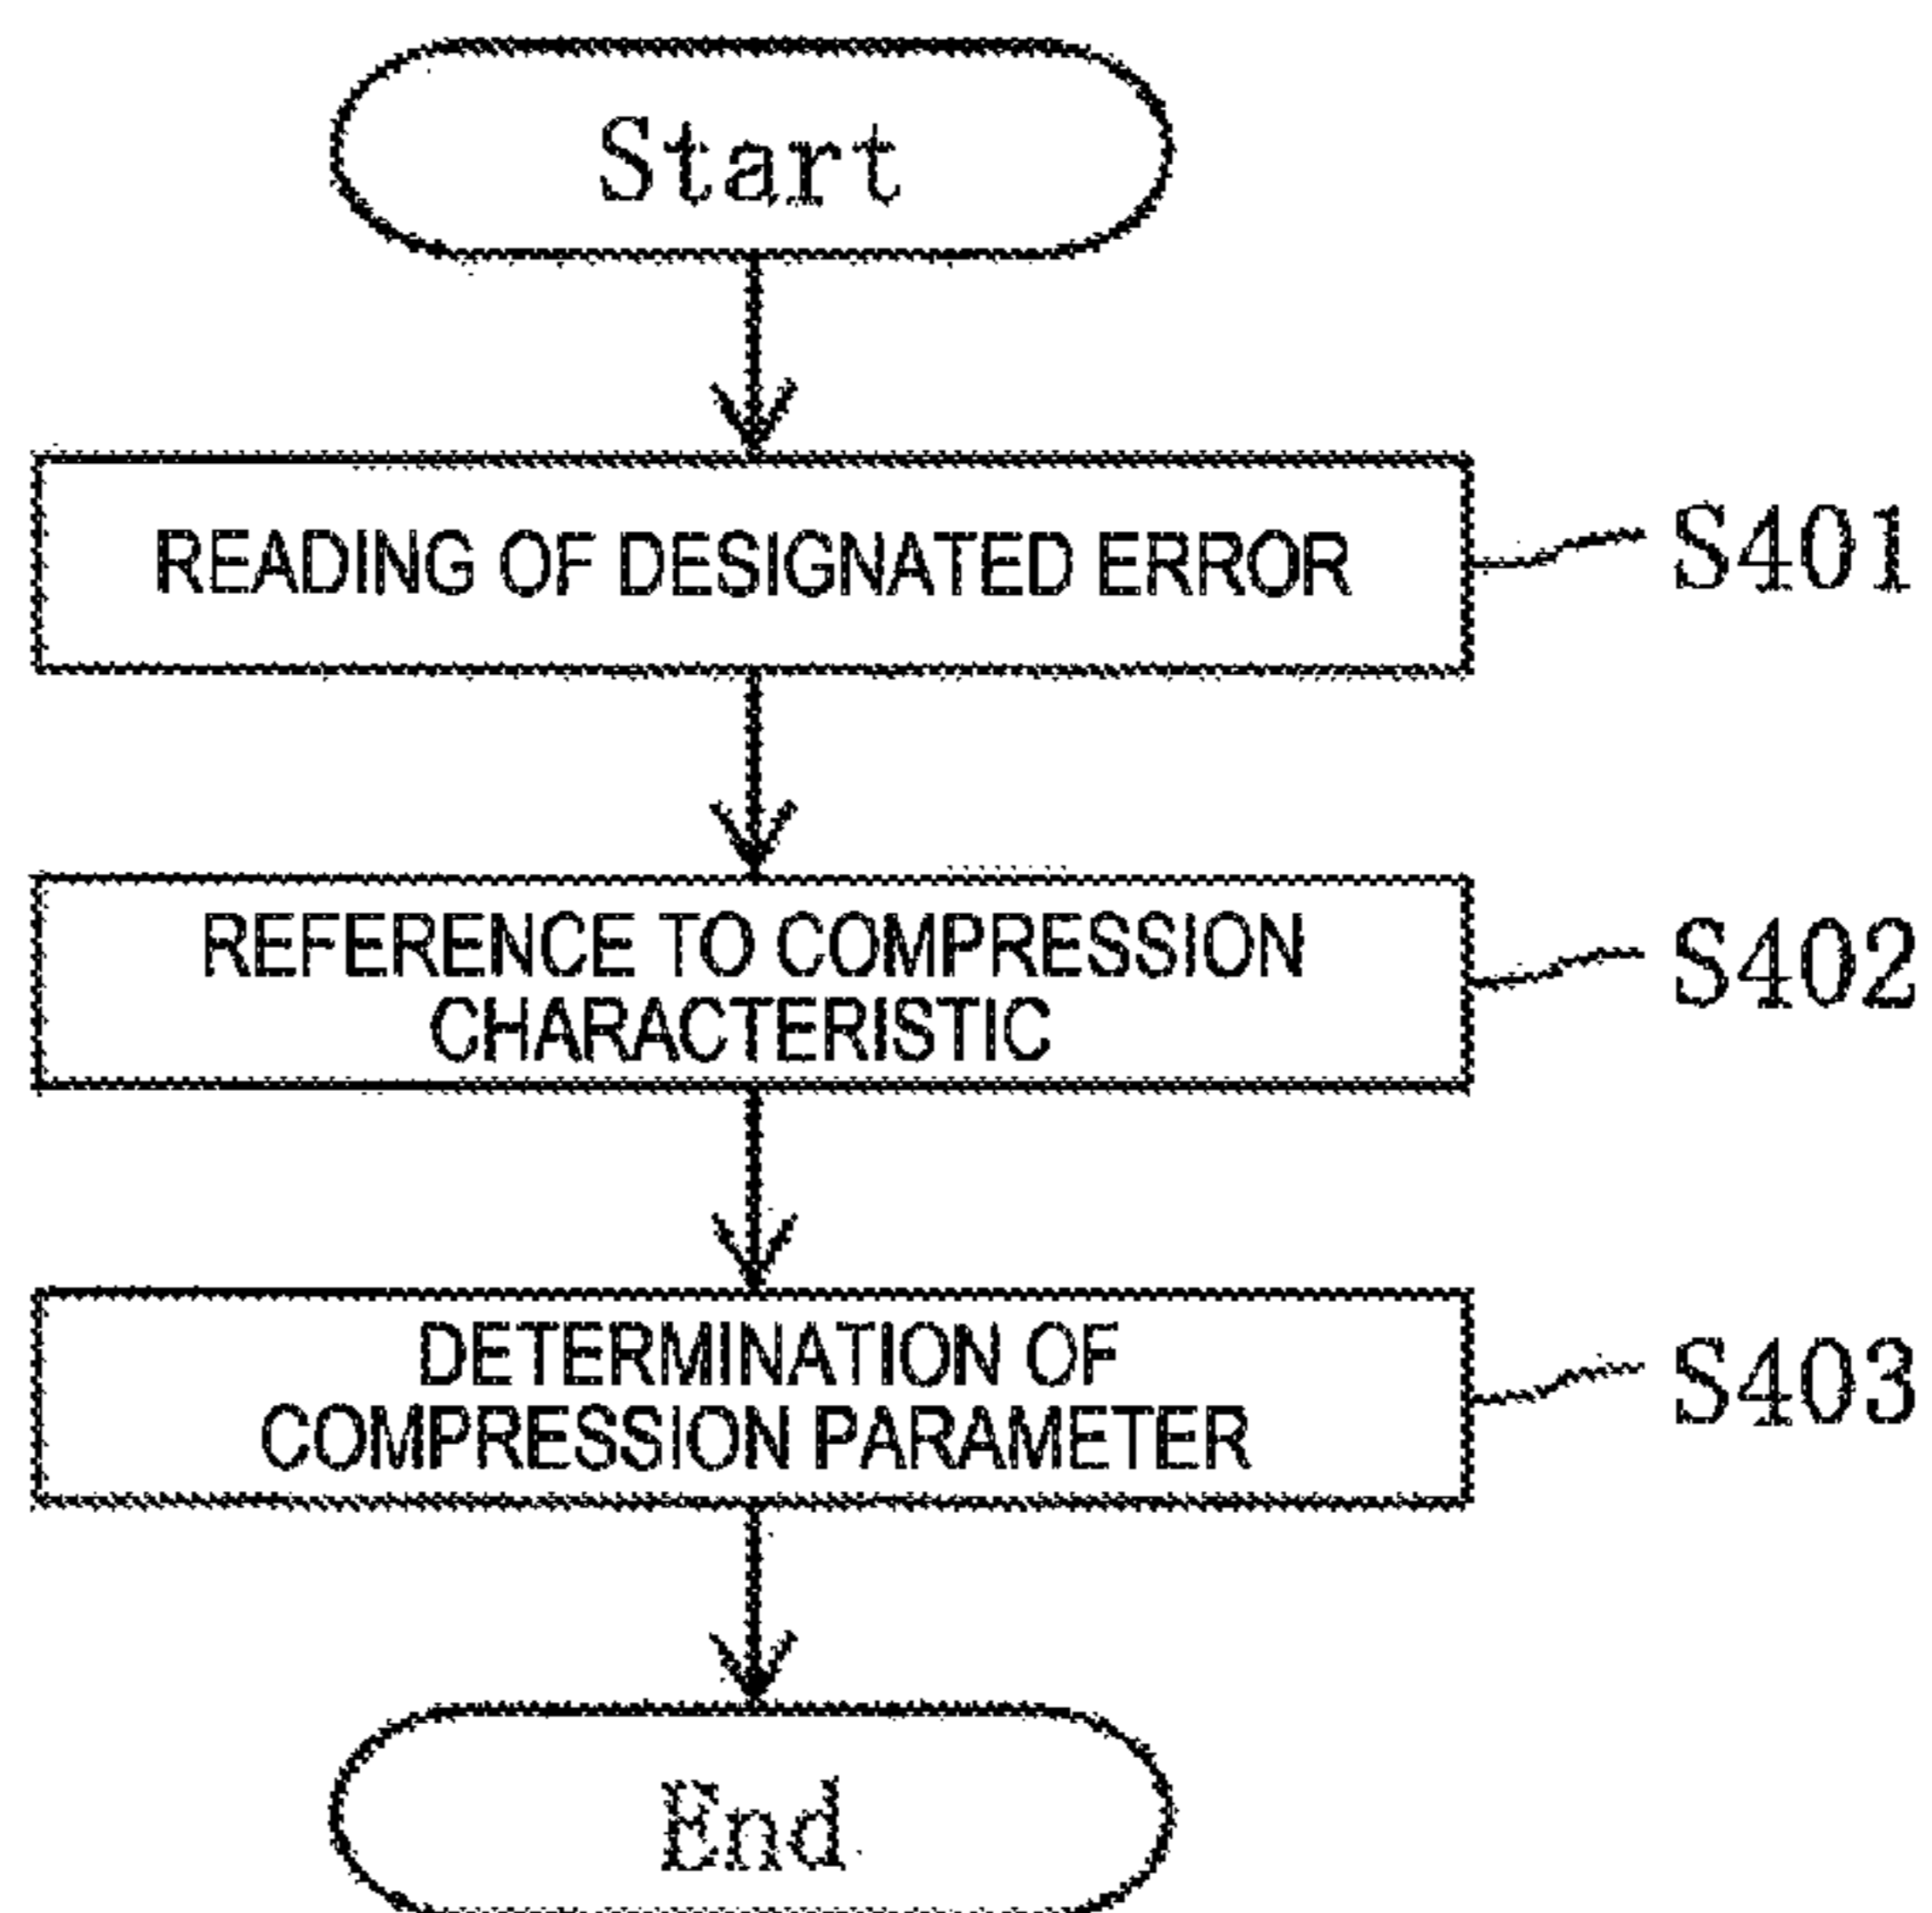 Start
READING OF DESIGNATED ERROR
S401
REFERENCE TO COMPRESSION
CHARACTERISTIC
S402
DETERMINATION OF
COMPRESSION PARAMETER
S403
End